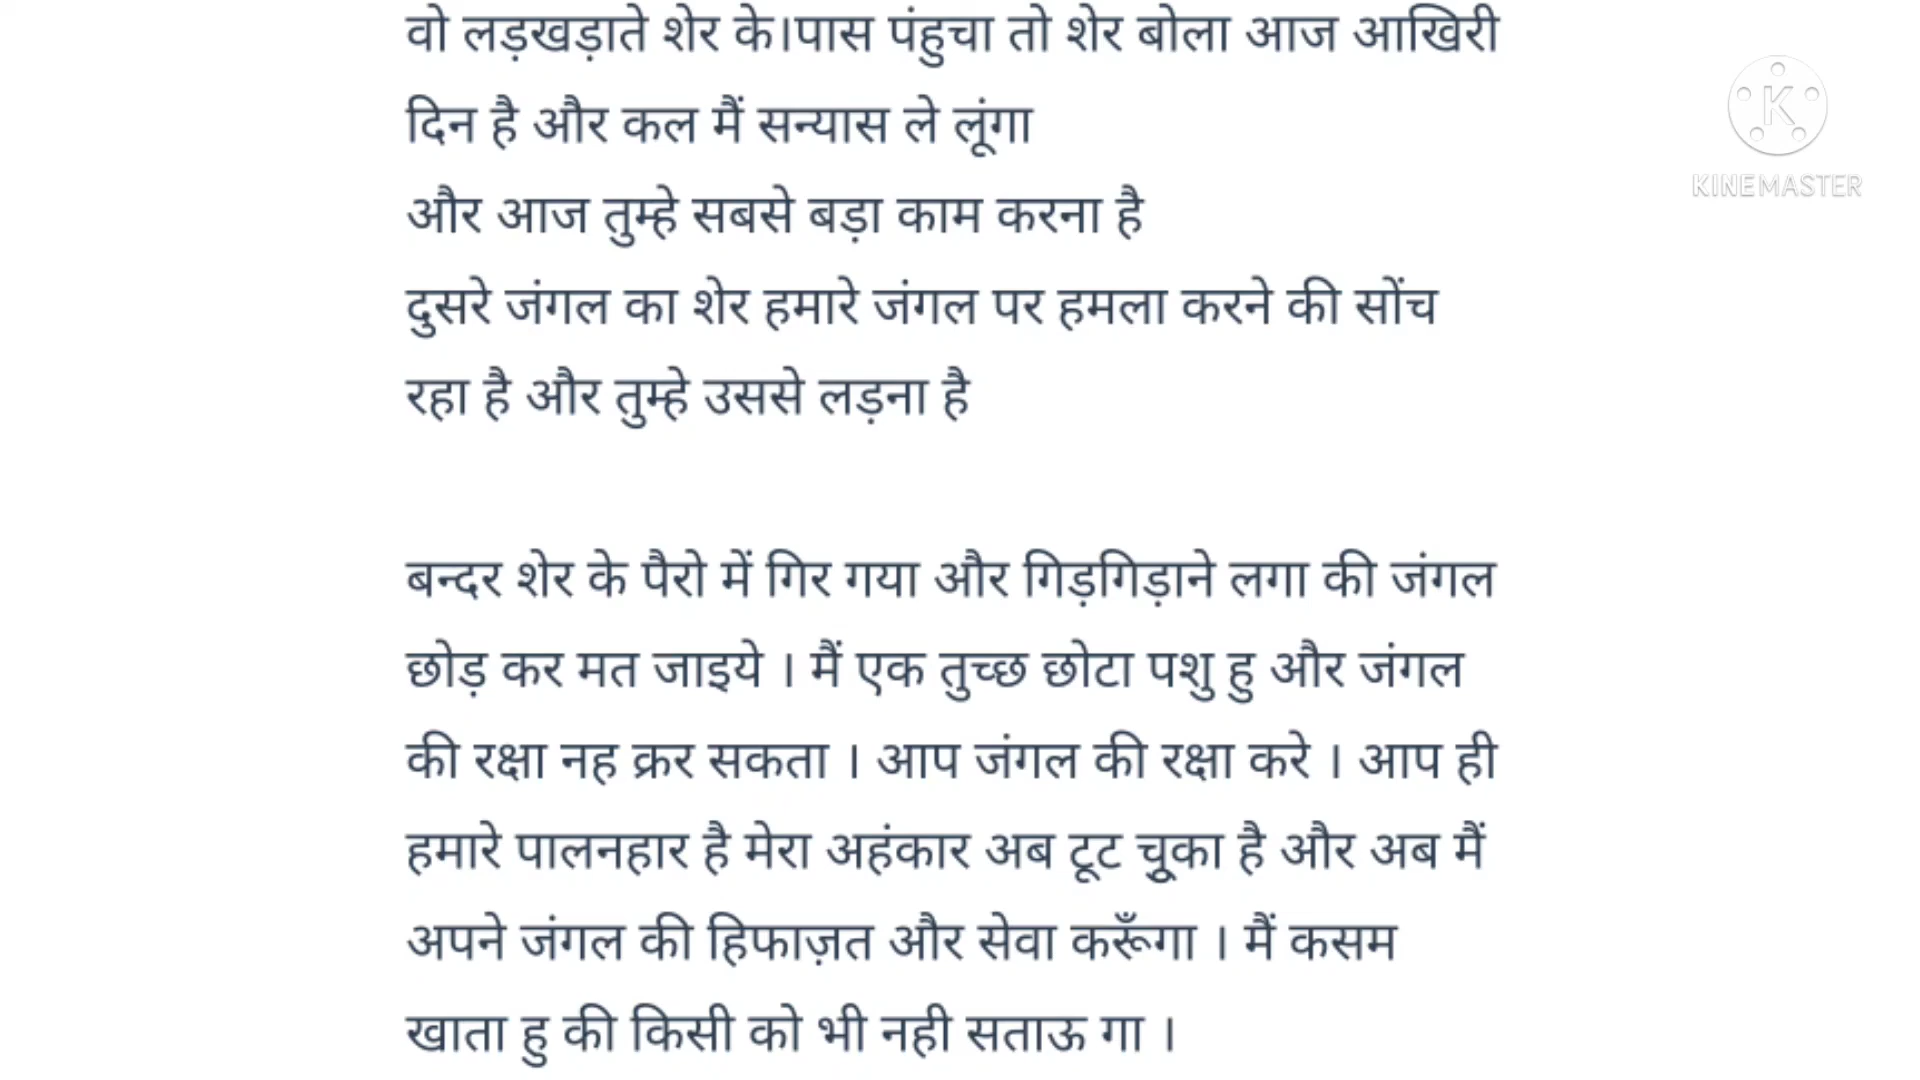 वो लड़खड़ाते शेर के।पास पंहुचा तो शेर बोला आज आखिरी
दिन है और कल मैं सन्यास ले लूंगा
और आज तुम्हे सबसे बड़ा काम करना है
दुसरे जंगल का शेर हमारे जंगल पर हमला करने की सोंच
रहा है और तुम्हे उससे लड़ना है
बन्दर शेर के पैरो में गिर गया और गिड़गिड़ाने लगा की जंगल
छोड़ कर मत जाइये । मैं एक तुच्छ छोटा पशु हु और जंगल
की रक्षा नह क्रर सकता । आप जंगल की रक्षा करे । आप ही
हमारे पालनहार है मेरा अहंकार अब टूट चुूका है और अब मैं
अपने जंगल की हिफाज़त और सेवा करूँगा । मैं कसम
खाता हु की किसी को भी नही सताऊ गा ।
K
KINEMASTER